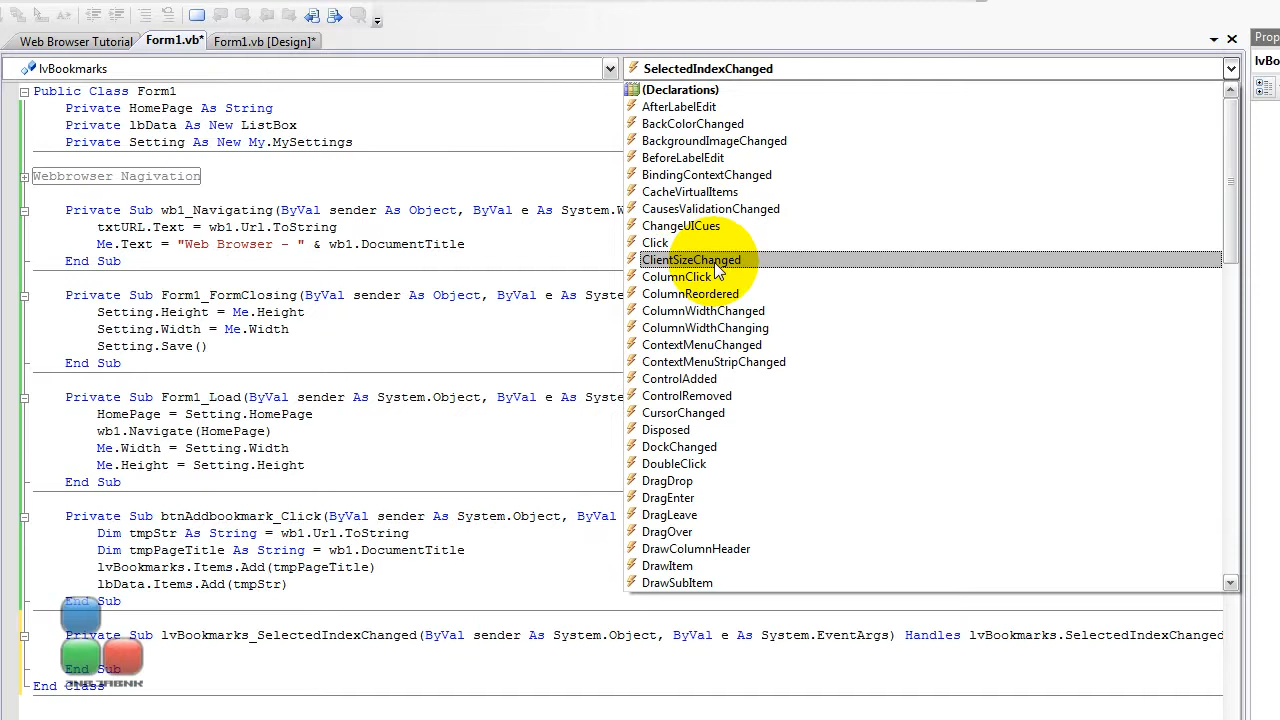 Web Browser Tutorial
Form1.vb*
Form1.vb [Design]*
Prop
lvBookmarks
SelectedIndexChanged
lvBo
Public Class Form1
Private HomePage As String
Private lbData As New ListBox
Private Setting As New My.MySettings
Webbrowser Nagivation
Private Sub wb1_Navigating(ByVal sender As Object, ByVal e As System.W
txtURL.Text = wb1.Url.ToString
Me.Text = "Web Browser - " & wb1.DocumentTitle
End Sub
Private Sub Form1_FormClosing(ByVal sender As Object, ByVal e As Syste
Setting.Height = Me.Height
Setting.Width = Me.Width
Setting.Save()
End Sub
Private Sub Form1_Load(ByVal sender As System.Object, ByVal e As Syste
HomePage = Setting.HomePage
wb1.Navigate(HomePage)
Me.Width = Setting.Width
Me.Height = Setting.Height
End Sub
Private Sub btnAddbookmark_Click(ByVal sender As System.Object, ByVal
Dim tmpStr As String = wb1.Url.ToString
Dim tmpPageTitle As String = wb1.DocumentTitle
lvBookmarks.Items.Add(tmpPageTitle)
lbData.Items.Add(tmpStr)
End Sub
Private Sub lvBookmarks_SelectedIndexChanged(ByVal sender As System.Object, ByVal e As System.EventArgs) Handles lvBookmarks.SelectedIndexChanged
End Sub
End Class
(Declarations)
AfterLabelEdit
BackColorChanged
BackgroundImageChanged
BeforeLabelEdit
BindingContextChanged
CacheVirtualItems
CausesValidationChanged
ChangeUICues
Click
ClientSizeChanged
ColumnClick
ColumnReordered
ColumnWidthChanged
ColumnWidthChanging
ContextMenuChanged
ContextMenuStripChanged
ControlAdded
ControlRemoved
CursorChanged
Disposed
DockChanged
DoubleClick
DragDrop
DragEnter
DragLeave
DragOver
DrawColumnHeader
DrawItem
DrawSubItem